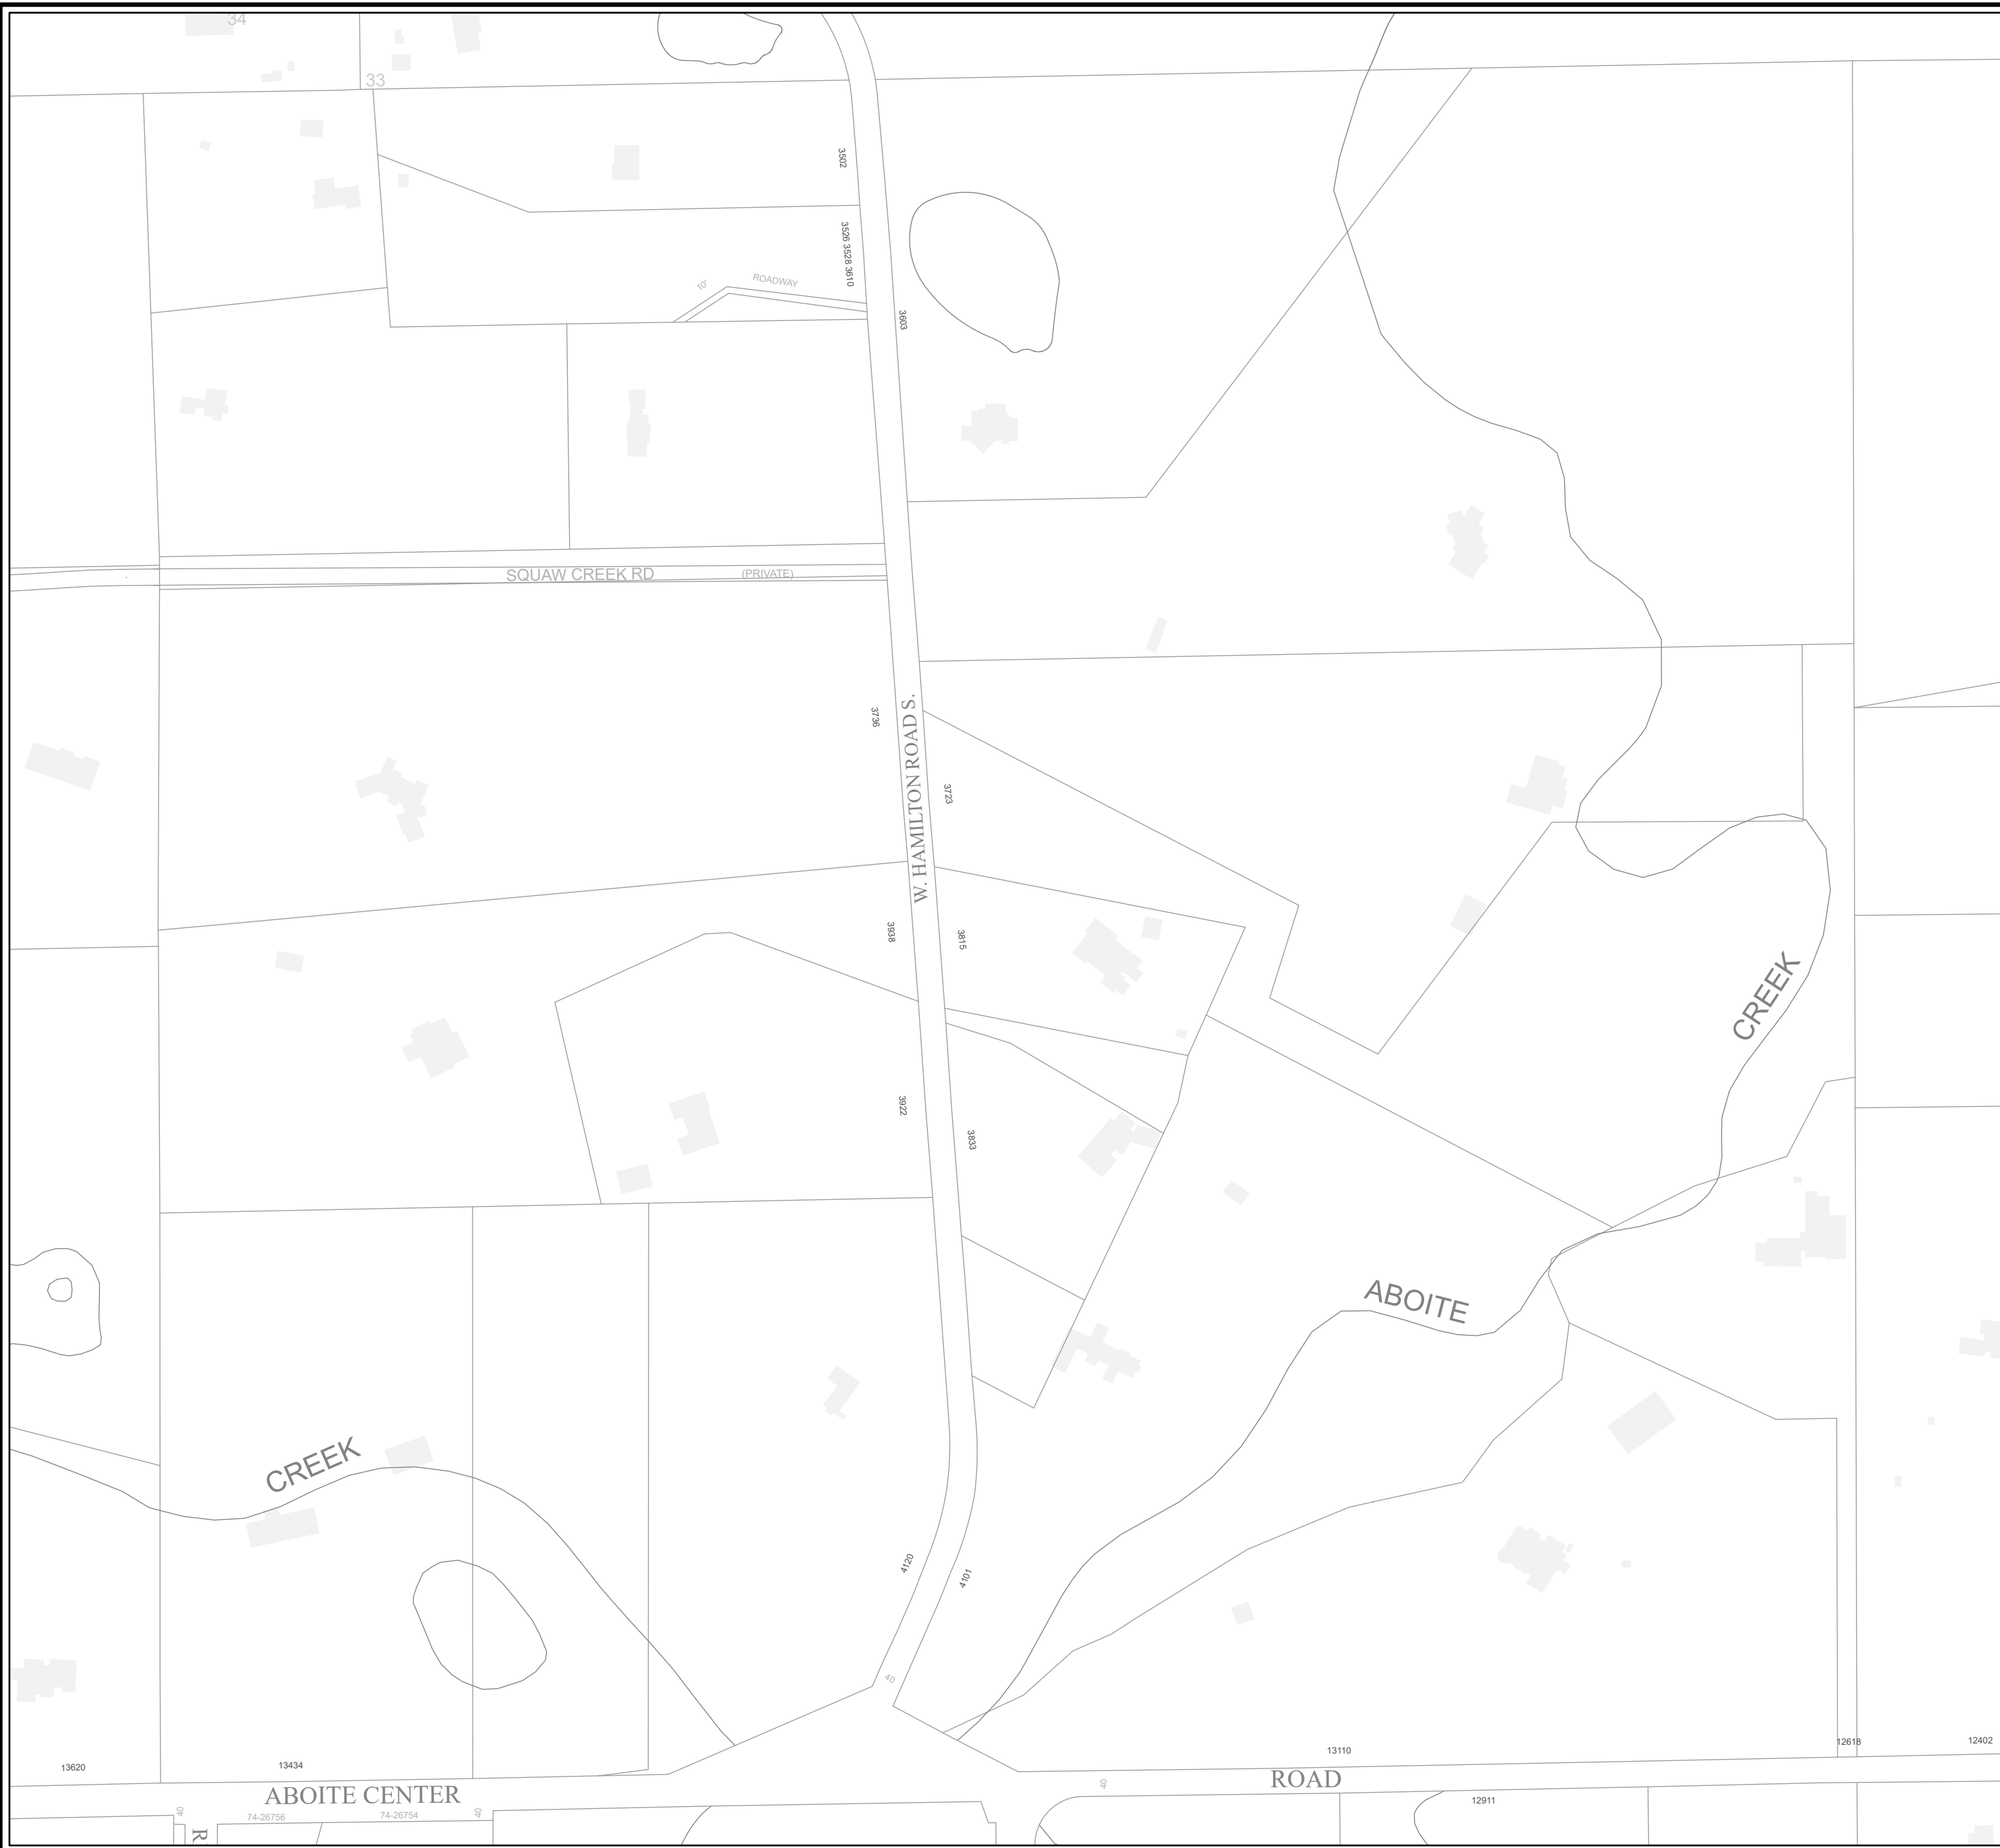 34
33
3502
3526 3528 3610
10'
ROADWAY
3603
SQUAW CREEK RD
(PRIVATE)
3736
W. HAMILTON ROAD S.
3723
3938
3815
CREEK
3922
3833
ABOITE
CREEK
4120
4101
40
13620
13434
13110
12618
12402
ABOITE CENTER
ROAD
40
12911
40
74-26756
74-26754
40
R